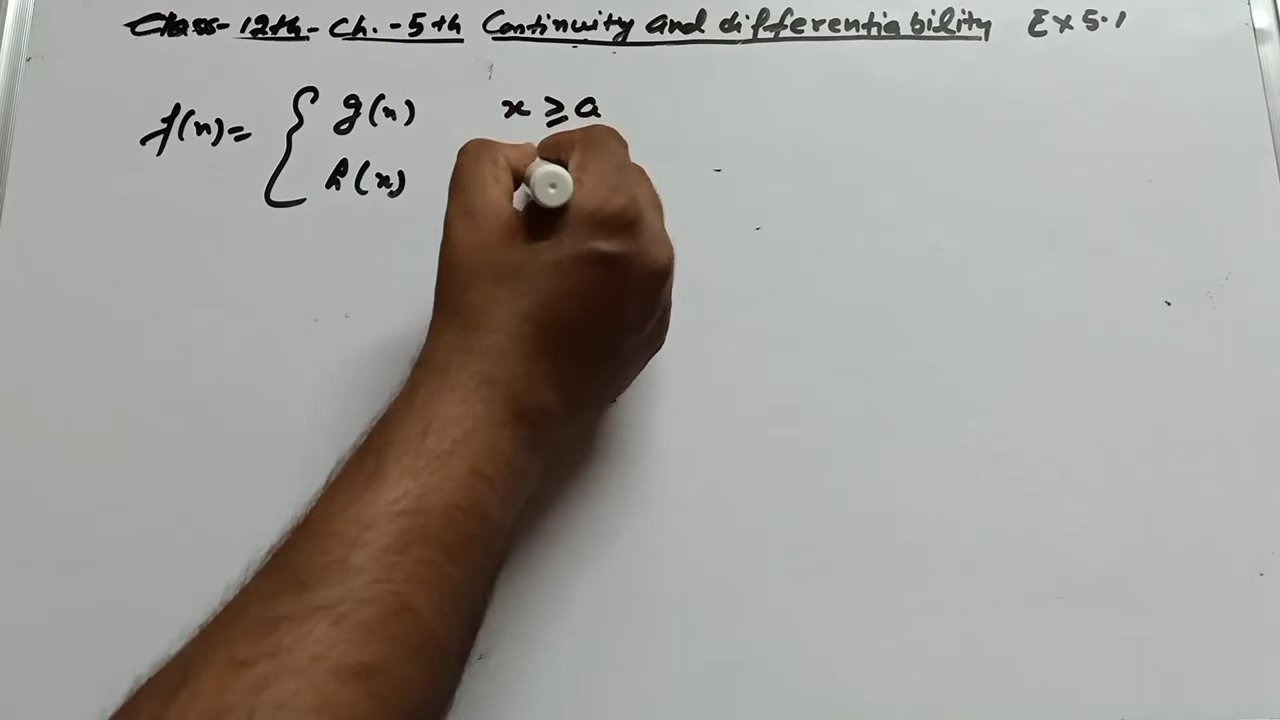 Class-12th-Ch.-5th Continuity and differentiability Ex 5.1
f(x)= { g(x) x ≥ a
h(x)